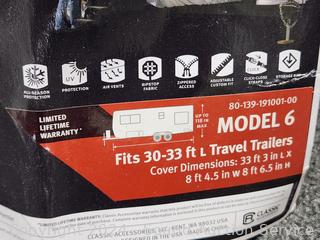 ALL-SEASON PROTECTION
UV PROTECTION
AIR VENTS
RIPSTOP FABRIC
ZIPPERED ACCESS
ADJUSTABLE CUSTOM FIT
CLICK-CLOSE STRAPS
STORAGE BAG
80-139-191001-00
LIMITED
LIFETIME
WARRANTY*
UP TO
118 IN
MAX
MODEL 6
Fits 30-33 ft L Travel Trailers
Cover Dimensions: 33 ft 3 in L X
8 ft 4.5 in W 8 ft 6.5 in H
CLASSIC
CLASSIC ACCESSORIES, LLC, KENT, WA 98032 USA